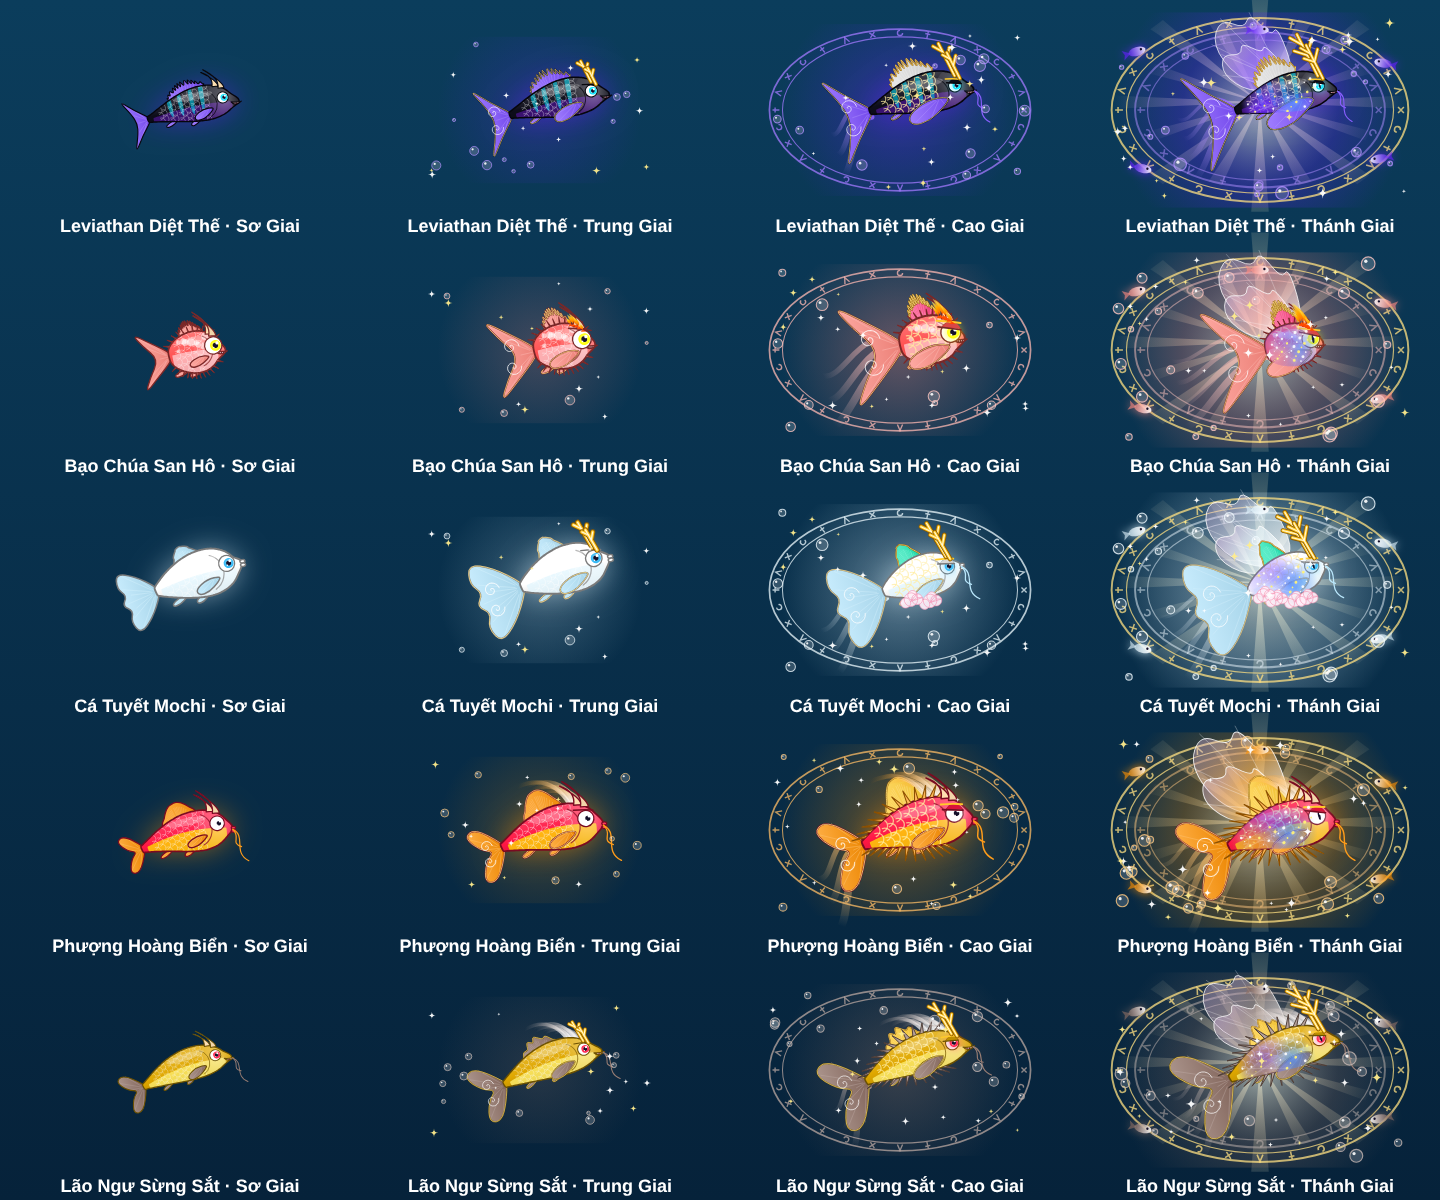 Leviathan Diệt Thế · Sơ Giai
Leviathan Diệt Thế · Trung Giai
Leviathan Diệt Thế · Cao Giai
Leviathan Diệt Thế · Thánh Giai
Bạo Chúa San Hô · Sơ Giai
Bạo Chúa San Hô · Trung Giai
Bạo Chúa San Hô · Cao Giai
Bạo Chúa San Hô · Thánh Giai
Cá Tuyết Mochi · Sơ Giai
Cá Tuyết Mochi · Trung Giai
Cá Tuyết Mochi · Cao Giai
Cá Tuyết Mochi · Thánh Giai
Phượng Hoàng Biển · Sơ Giai
Phượng Hoàng Biển · Trung Giai
Phượng Hoàng Biển · Cao Giai
Phượng Hoàng Biển · Thánh Giai
Lão Ngư Sừng Sắt · Sơ Giai
Lão Ngư Sừng Sắt · Trung Giai
Lão Ngư Sừng Sắt · Cao Giai
Lão Ngư Sừng Sắt · Thánh Giai